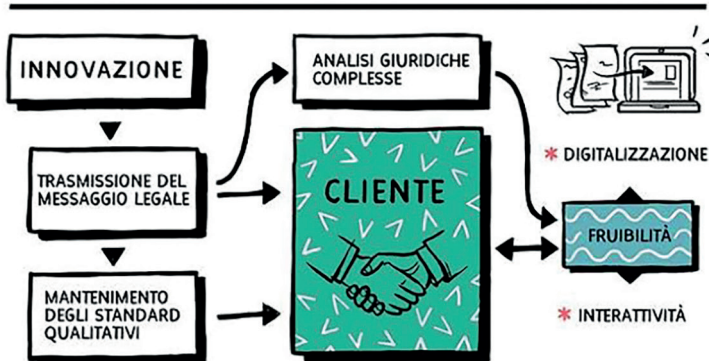 INNOVAZIONE
TRASMISSIONE DEL
MESSAGGIO LEGALE
MANTENIMENTO
DEGLI STANDARD
QUALITATIVI
ANALISI GIURIDICHE
COMPLESSE
CLIENTE
* DIGITALIZZAZIONE
FRUIBILITÀ
* INTERATTIVITÀ